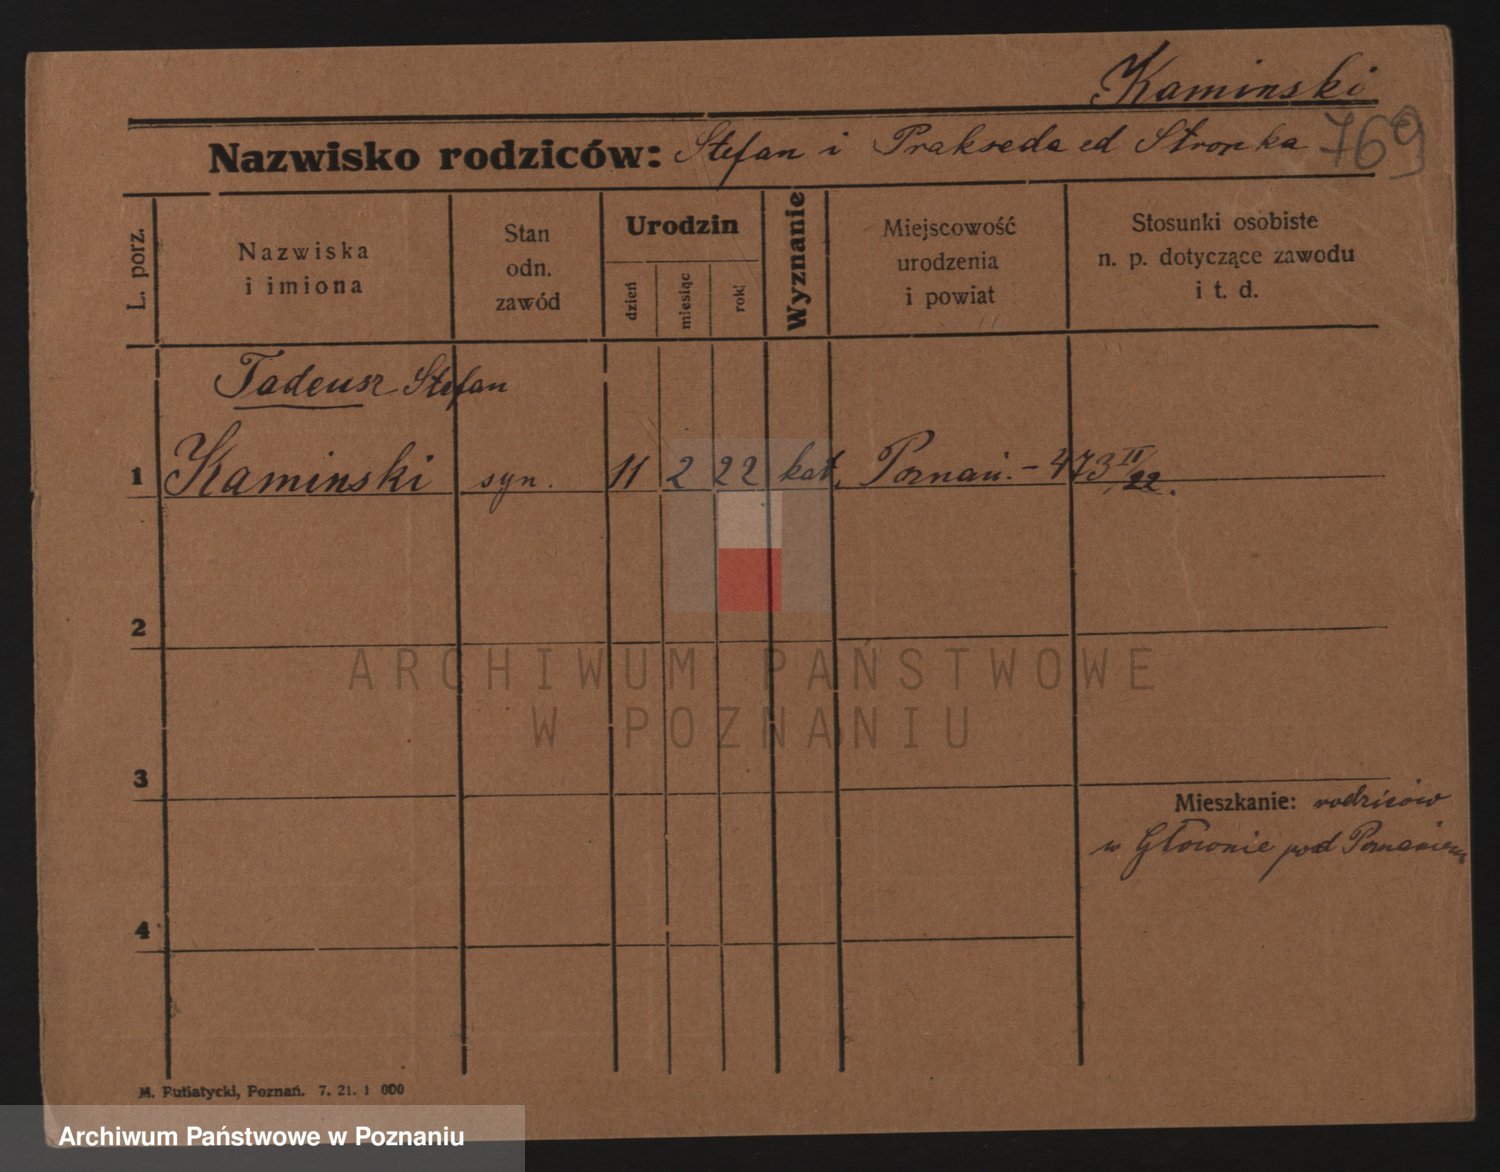 Kaminski
Nazwisko rodziców: Stefan i Prakseda ed Stropka 769
L. porz.
Nazwiska
i imiona
Stan
odn.
zawód
Urodzin
dzień
miesiąc
rok
Wyznanie
Miejscowość
urodzenia
i powiat
Stosunki osobiste
n. p. dotyczące zawodu
i t. d.
Tadeusz Stefan
1 Kaminski syn. 11 2 22 kat. Poznań. - 473 II/22.
2
3
Mieszkanie: rodziców
w Głownie pod Poznaniem
4
M. Putiatycki, Poznań. 7. 21. 1 000
ARCHIWUM PAŃSTWOWE
W POZNANIU
Archiwum Państwowe w Poznaniu